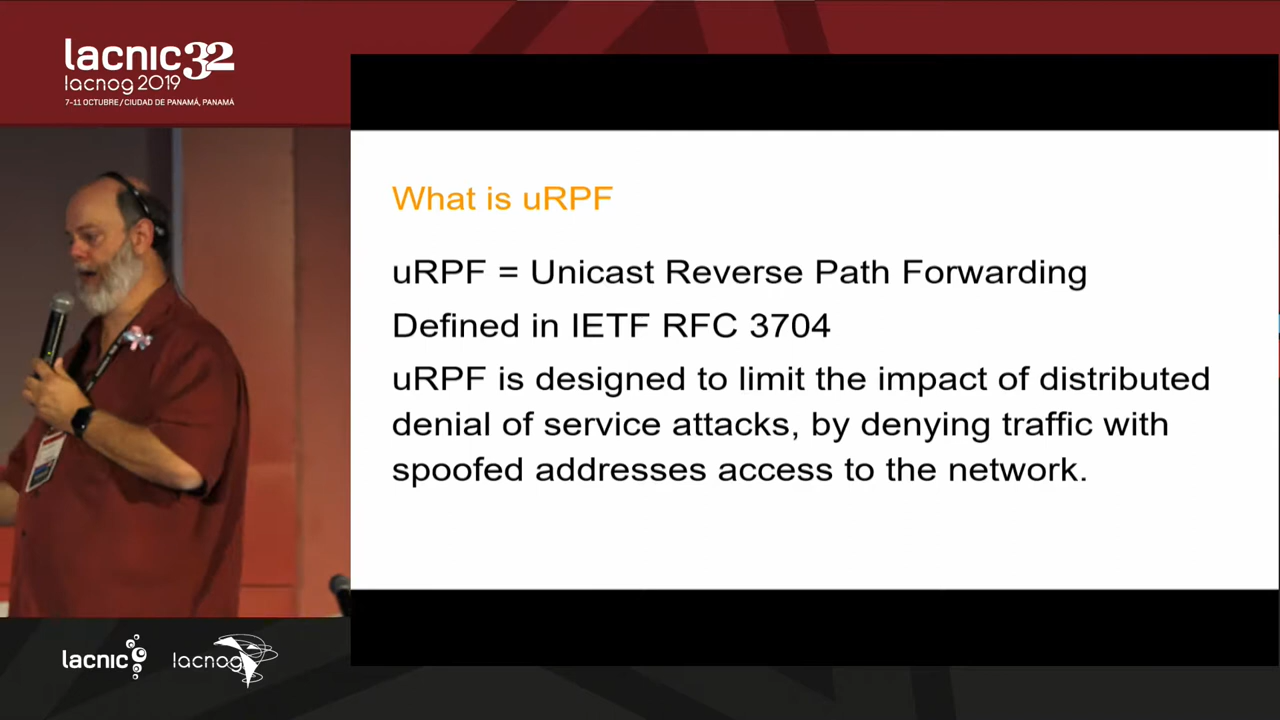 lacnic32
lacnog 2019
7-11 OCTUBRE / CIUDAD DE PANAMÁ, PANAMÁ
What is uRPF
uRPF = Unicast Reverse Path Forwarding
Defined in IETF RFC 3704
uRPF is designed to limit the impact of distributed
denial of service attacks, by denying traffic with
spoofed addresses access to the network.
lacnic lacnog